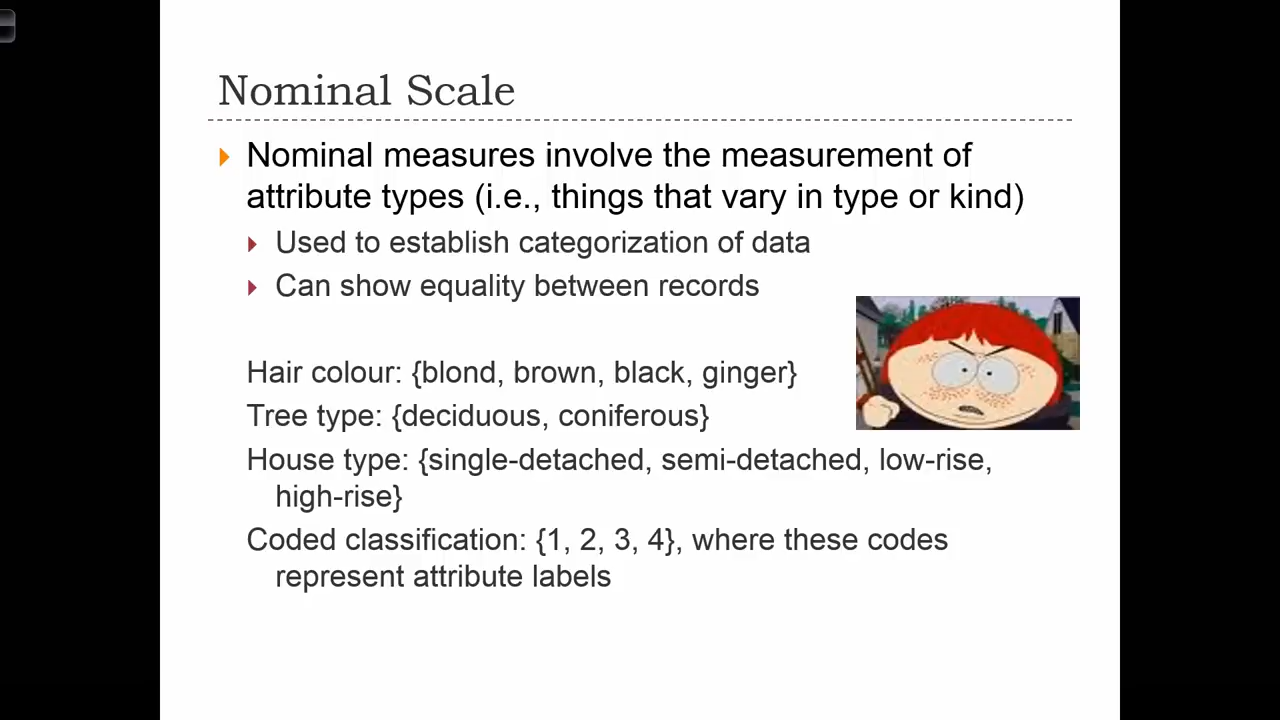 Nominal Scale
Nominal measures involve the measurement of
attribute types (i.e., things that vary in type or kind)
Used to establish categorization of data
Can show equality between records
Hair colour: {blond, brown, black, ginger}
Tree type: {deciduous, coniferous}
House type: {single-detached, semi-detached, low-rise,
high-rise}
Coded classification: {1, 2, 3, 4}, where these codes
represent attribute labels